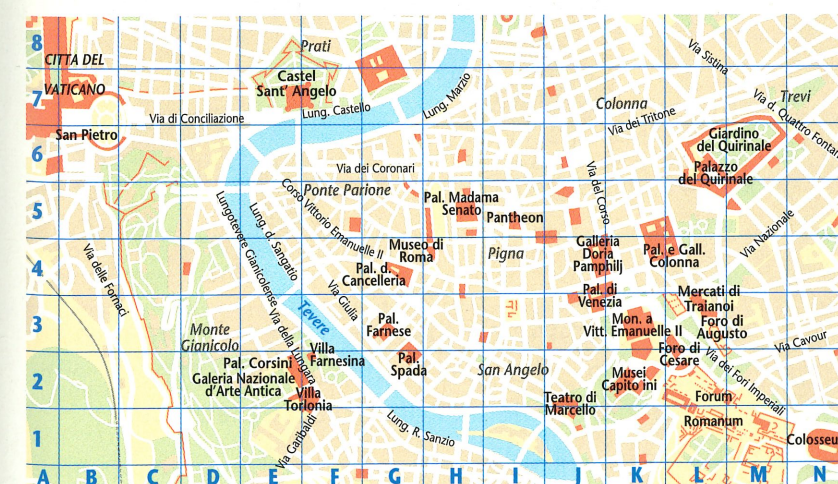 8
Prati
Via Sistina
CITTA DEL
VATICANO
7
Castel
Sant' Angelo
Lung. Castello
Lung. Marzio
Colonna
Trevi
Via d. Quattro Fontan
Via di Conciliazione
Via dei Tritone
San Pietro
6
Giardino
del Quirinale
Via dei Coronari
Palazzo
del Quirinale
Via del Corso
5
Ponte Parione
Corso Vittorio Emanuelle II
Pal. Madama
Senato
Pantheon
Lungotevere Gianicolense
Lung. d. Sangatio
Via Nazionale
4
Via delle Fornaci
Museo di
Roma
Pigna
Galleria
Doria
Pamphilj
Pal. e Gall.
Colonna
Pal. d.
Cancelleria
Via Giulia
Pal. di
Venezia
Mercati di
Traianoi
3
Tevere
Monte
Gianicolo
Via della Lungara
Pal.
Farnese
Mon. a
Vitt. Emanuelle II
Foro di
Augusto
Via Cavour
Villa
Farnesina
Foro di
Cesare
Via dei Fori Imperiali
2
Pal. Corsini
Galeria Nazionale
d'Arte Antica
Pal.
Spada
San Angelo
Musei
Capito ini
Villa
Torlonia
Teatro di
Marcello
Forum
Romanum
1
Via Garibaldi
Lung. R. Sanzio
Colosseu
A B C D E F G H I J K L M N